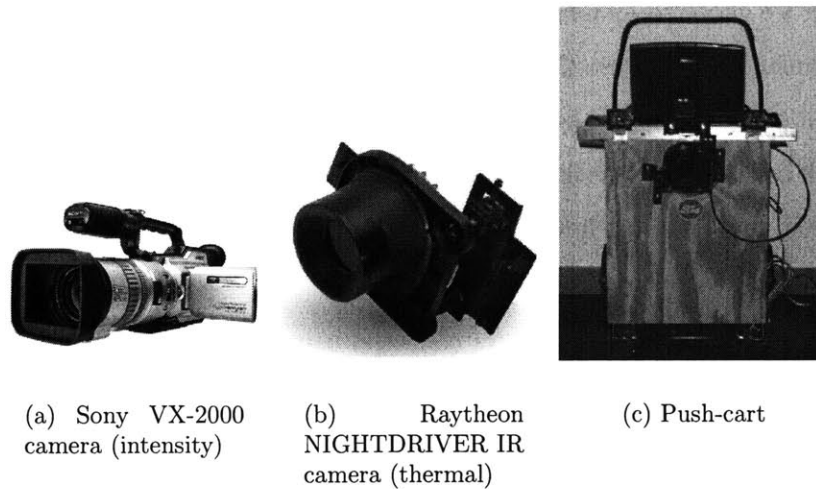 (a) Sony VX-2000
camera (intensity)
(b) Raytheon
NIGHTDRIVER IR
camera (thermal)
(c) Push-cart